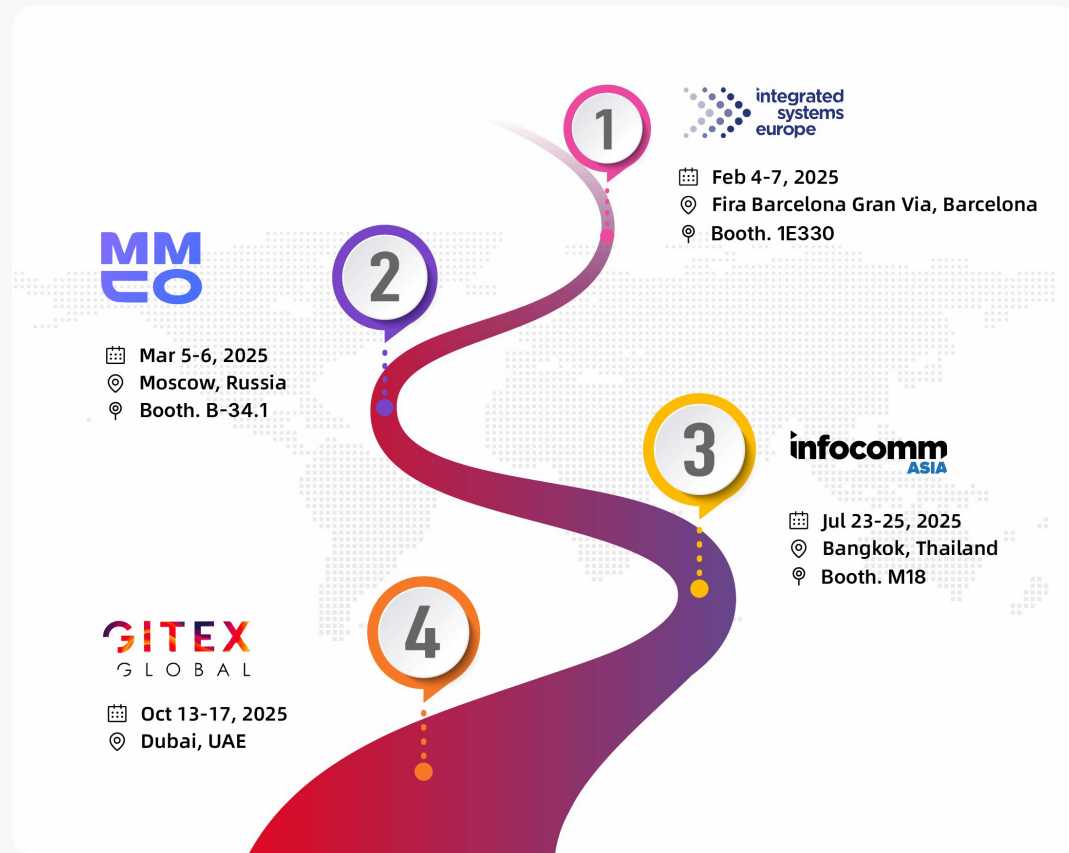 1
integrated
systems
europe
Feb 4-7, 2025
Fira Barcelona Gran Via, Barcelona
Booth. 1E330
2
Mar 5-6, 2025
Moscow, Russia
Booth. B-34.1
3
infocomm
ASIA
Jul 23-25, 2025
Bangkok, Thailand
Booth. M18
4
GITEX
GLOBAL
Oct 13-17, 2025
Dubai, UAE